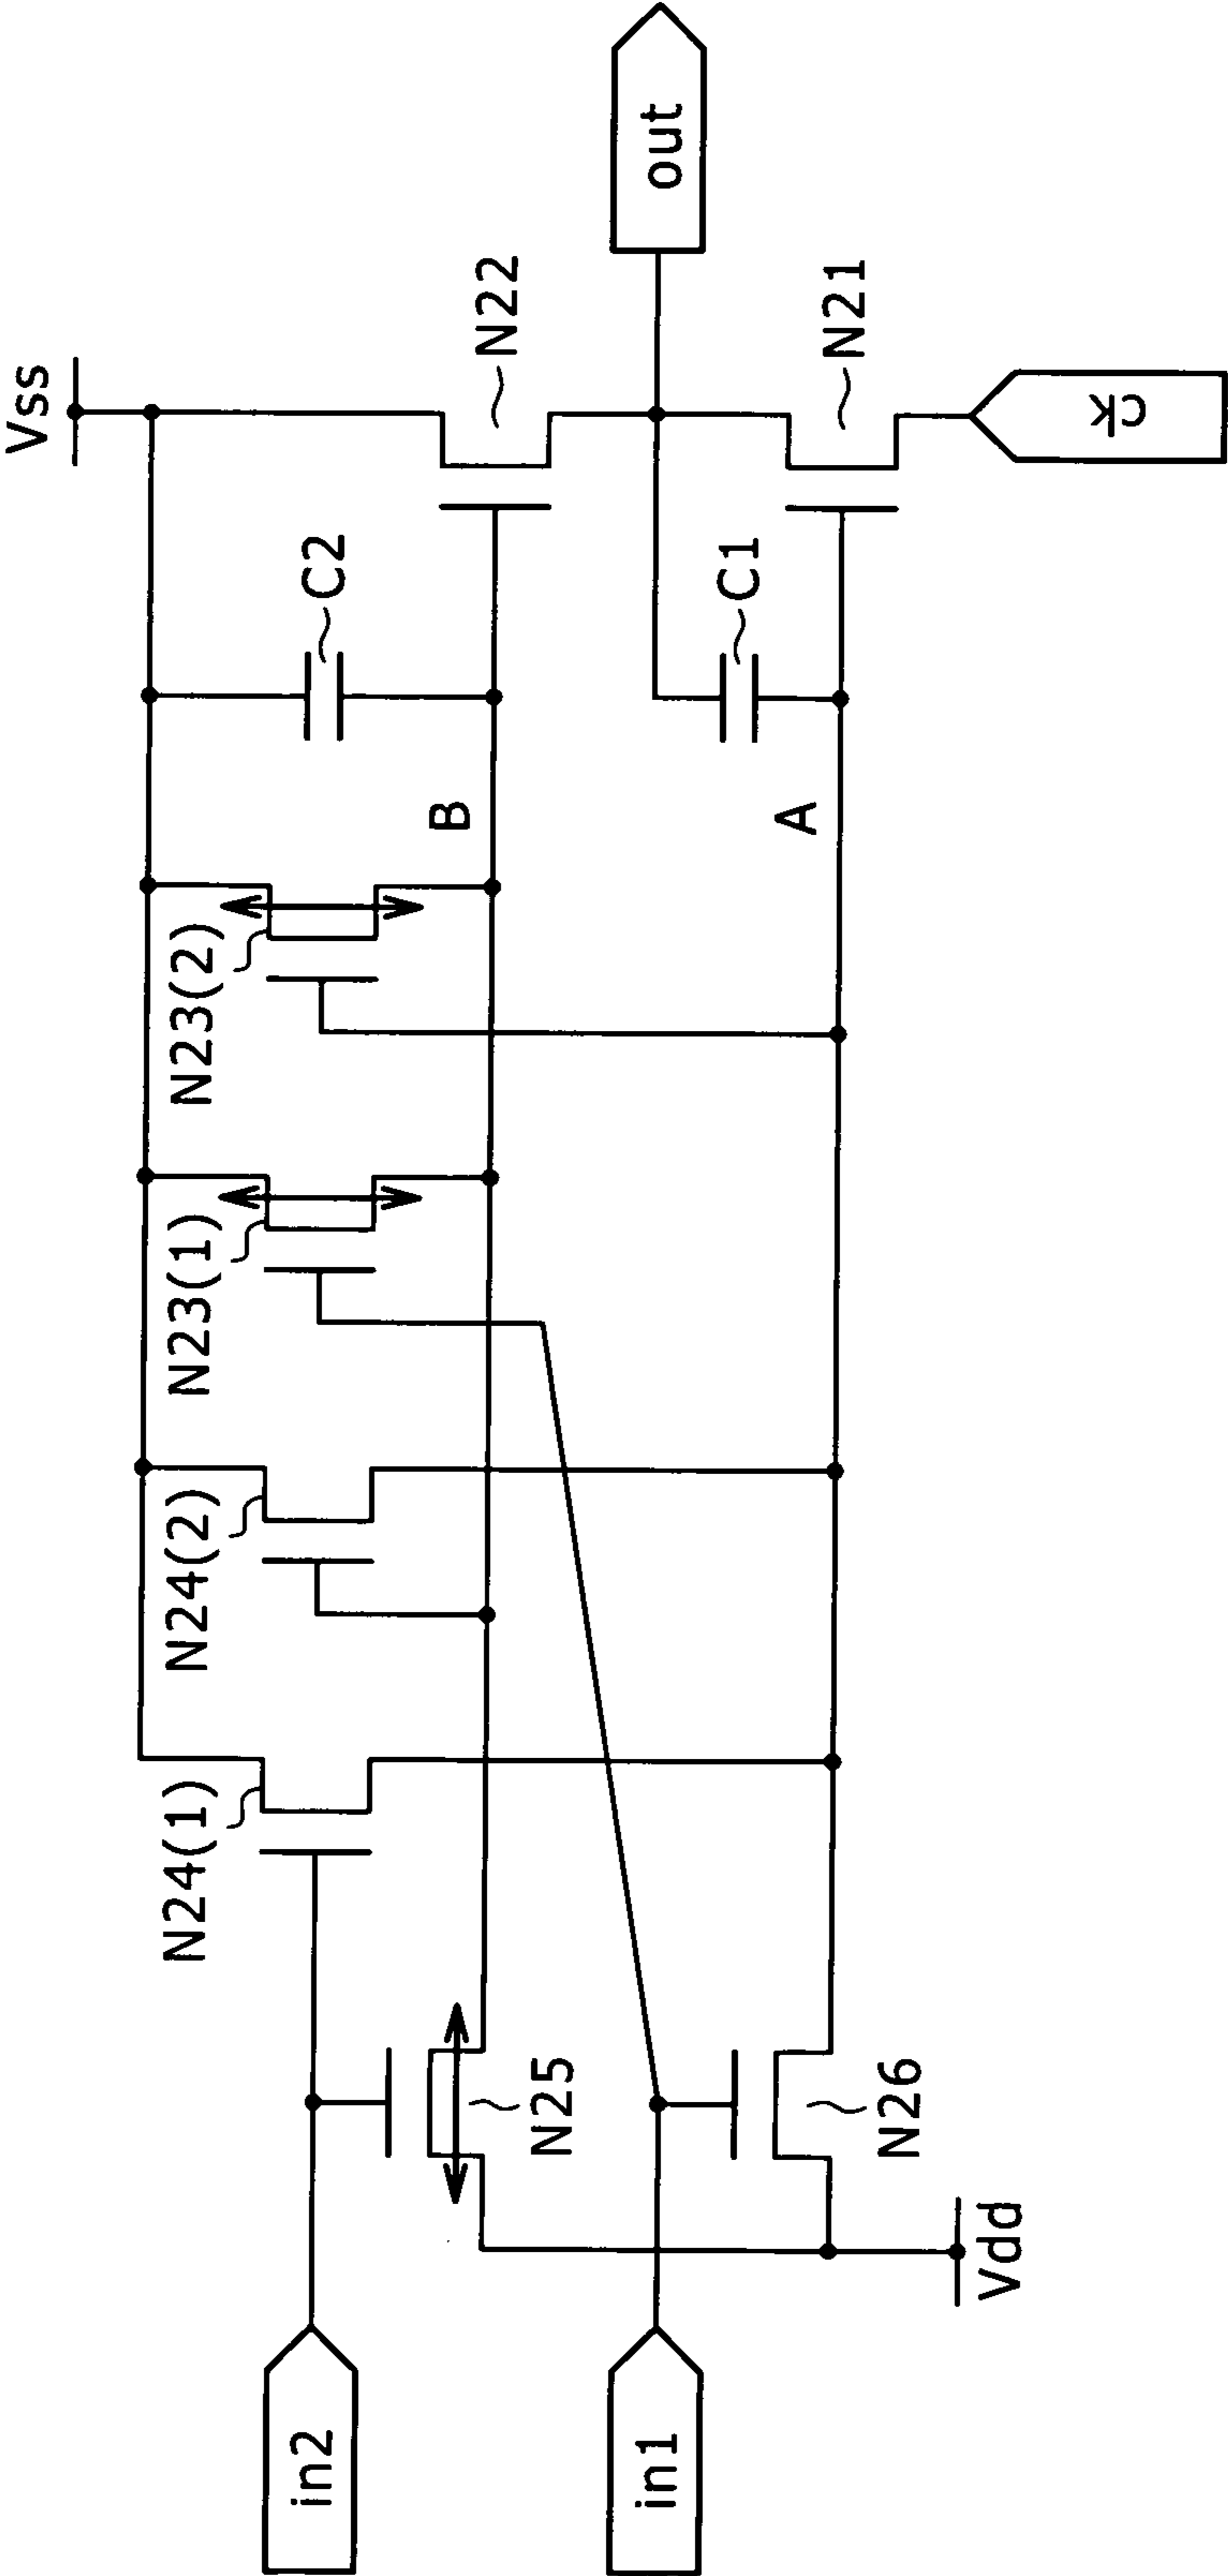 Vss
out
N22
N21
ck
C2
C1
B
A
N23(2)
N23(1)
N24(2)
N24(1)
N25
N26
Vdd
in2
in1